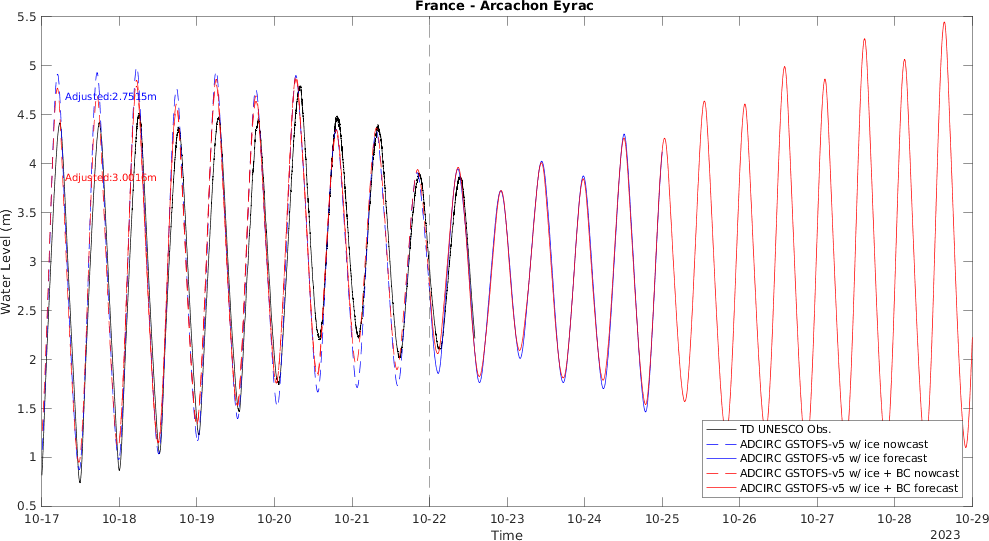 France - Arcachon Eyrac
5.5
5
4.5
4
3.5
3
2.5
2
1.5
1
0.5
Water Level (m)
Adjusted:2.7515m
Adjusted:3.0016m
TD UNESCO Obs.
ADCIRC GSTOFS-v5 w/ ice nowcast
ADCIRC GSTOFS-v5 w/ ice forecast
ADCIRC GSTOFS-v5 w/ ice + BC nowcast
ADCIRC GSTOFS-v5 w/ ice + BC forecast
10-17 10-18 10-19 10-20 10-21 10-22 10-23 10-24 10-25 10-26 10-27 10-28 10-29
Time
2023